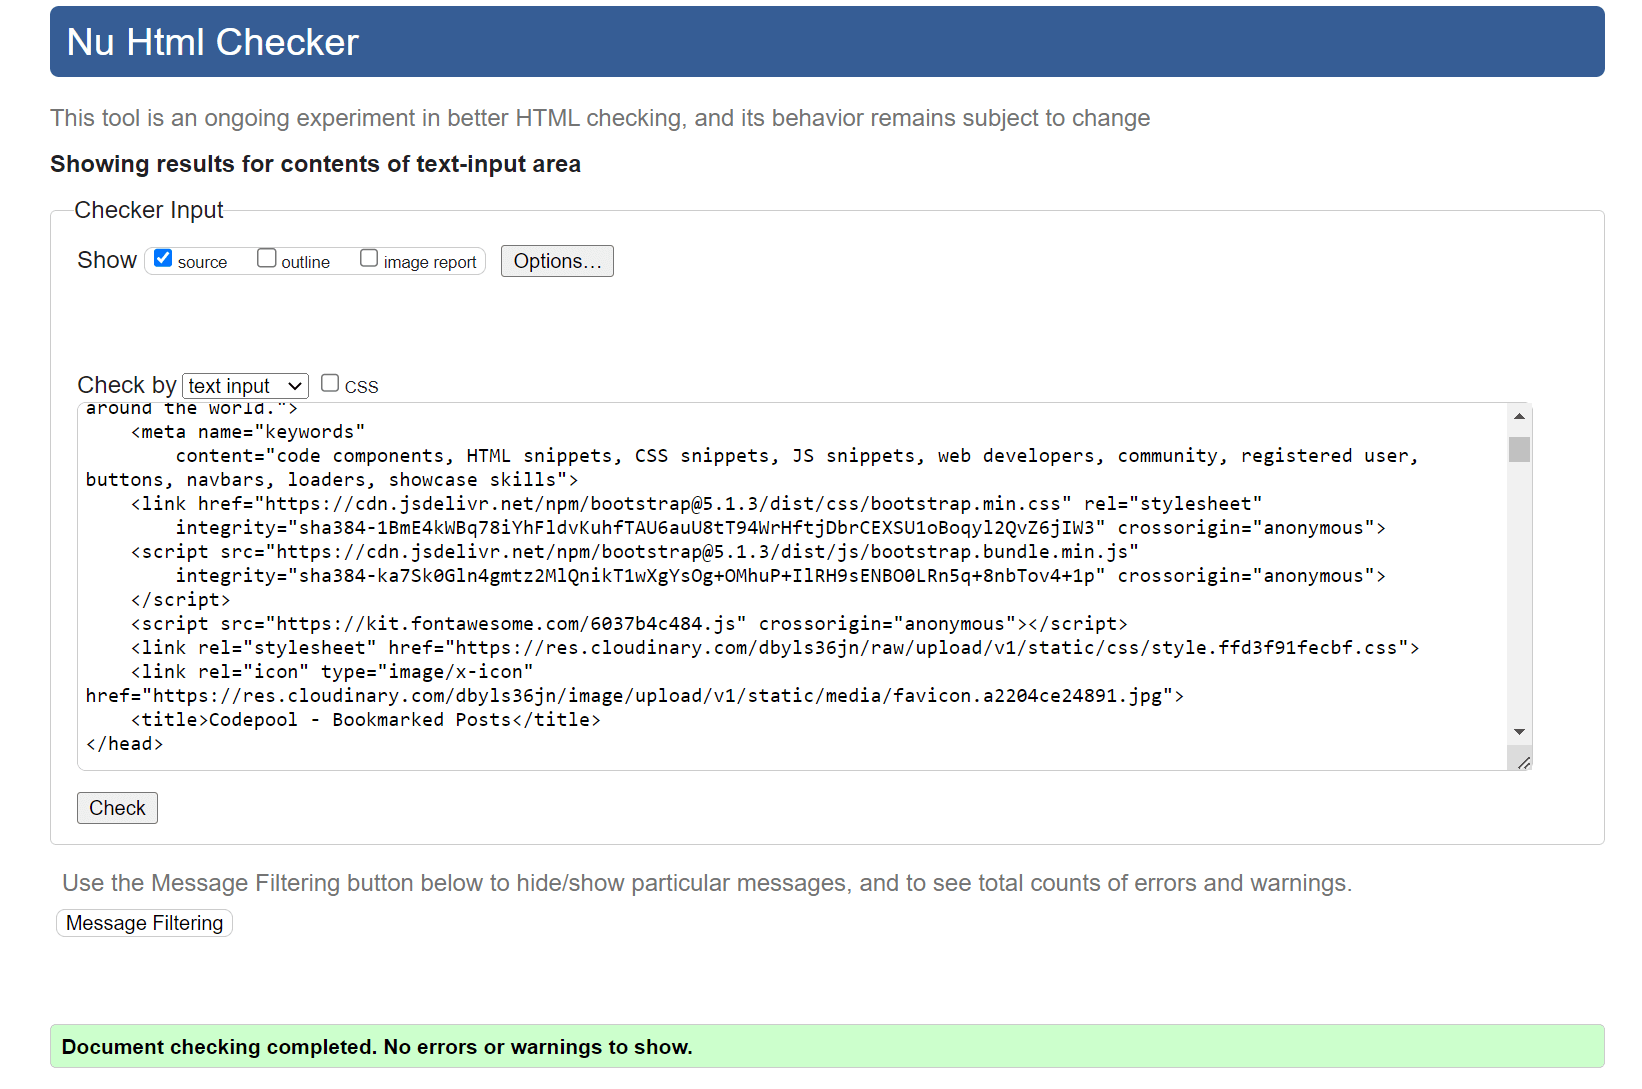 Nu Html Checker
This tool is an ongoing experiment in better HTML checking, and its behavior remains subject to change
Showing results for contents of text-input area
Checker Input
Show source outline image report Options...
Check by text input CSS
around the world.">
<meta name="keywords"
content="code components, HTML snippets, CSS snippets, JS snippets, web developers, community, registered user,
buttons, navbars, loaders, showcase skills">
<link href="https://cdn.jsdelivr.net/npm/bootstrap@5.1.3/dist/css/bootstrap.min.css" rel="stylesheet"
integrity="sha384-1BmE4kWBq78iYhFldvKuhfTAU6auU8tT94WrHftjDbrCEXSU1oBoqyl2QvZ6jIW3" crossorigin="anonymous">
<script src="https://cdn.jsdelivr.net/npm/bootstrap@5.1.3/dist/js/bootstrap.bundle.min.js"
integrity="sha384-ka7Sk0Gln4gmtz2MlQnikT1wXgYsOg+OMhuP+IlRH9sENBO0LRn5q+8nbTov4+1p" crossorigin="anonymous">
</script>
<script src="https://kit.fontawesome.com/6037b4c484.js" crossorigin="anonymous"></script>
<link rel="stylesheet" href="https://res.cloudinary.com/dbyls36jn/raw/upload/v1/static/css/style.ffd3f91fecbf.css">
<link rel="icon" type="image/x-icon"
href="https://res.cloudinary.com/dbyls36jn/image/upload/v1/static/media/favicon.a2204ce24891.jpg">
<title>Codepool - Bookmarked Posts</title>
</head>
Check
Use the Message Filtering button below to hide/show particular messages, and to see total counts of errors and warnings.
Message Filtering
Document checking completed. No errors or warnings to show.